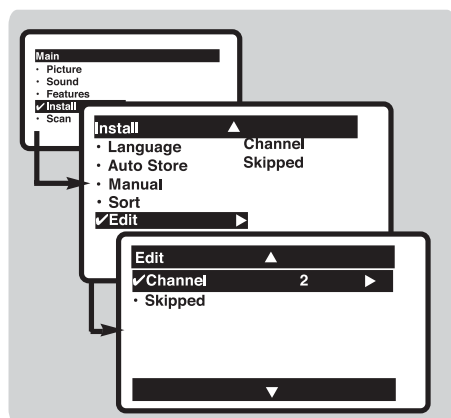 Main
· Picture
· Sound
· Features
✔Install
· Scan
Install ▲
· Language Channel
· Auto Store Skipped
· Manual
· Sort
✔Edit ▶
Edit ▲
✔Channel 2 ▶
· Skipped
▼